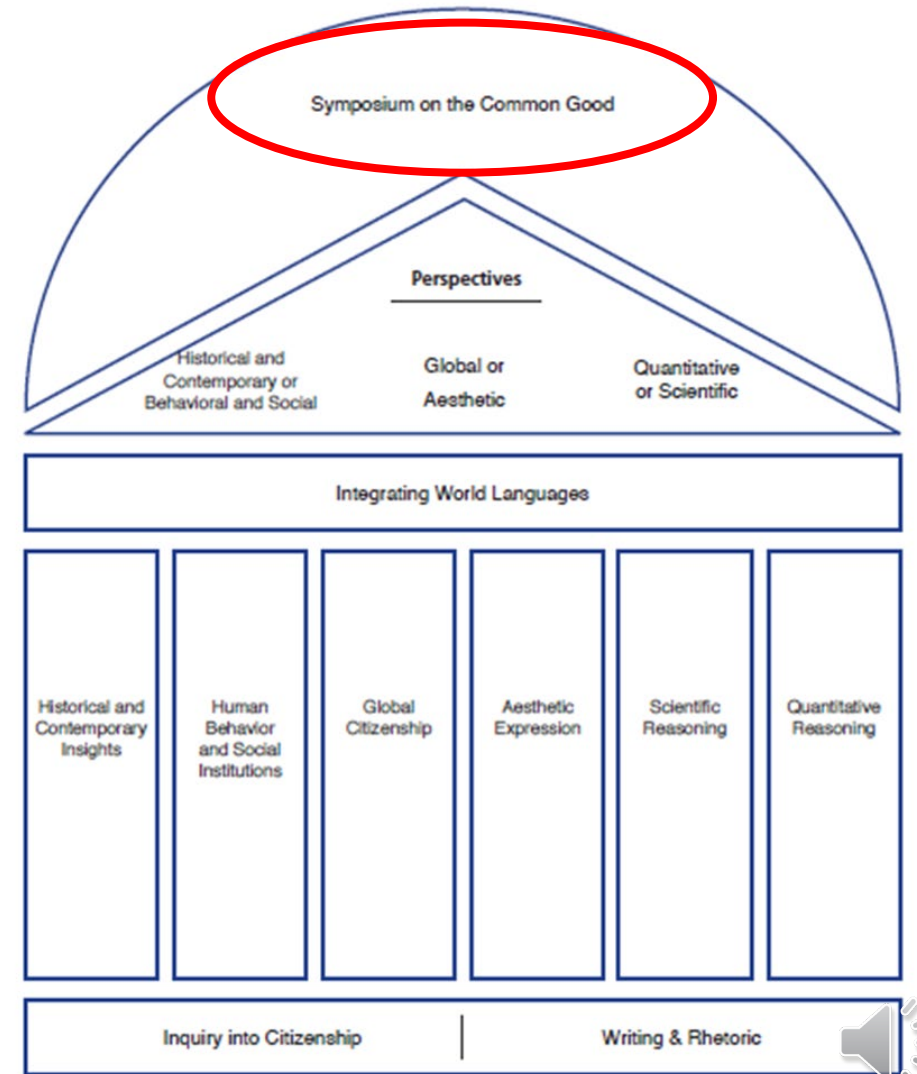 Symposium on the Common Good
Perspectives
Historical and
Contemporary or
Behavioral and Social
Global or
Aesthetic
Quantitative
or Scientific
Integrating World Languages
Historical and
Contemporary
Insights
Human
Behavior
and Social
Institutions
Global
Citizenship
Aesthetic
Expression
Scientific
Reasoning
Quantitative
Reasoning
Inquiry into Citizenship
Writing & Rhetoric